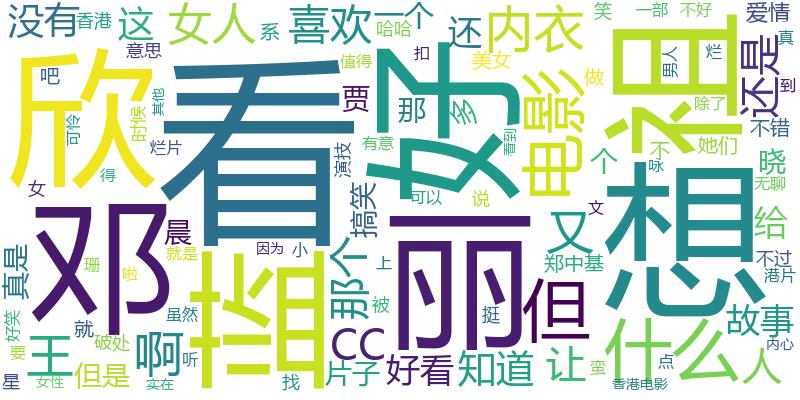 没有
香港
这
女人
系
喜欢
哈哈
一个
还
内衣
笑
一部
不好
爱情
真
欣
看
好
祖
想
邓
丽
蓝
电影
还是
吧
意思
可怜
时候
其他
烂片
得
女
晨
贾
值得
演技
扣
那
多
美女
做
有意
看到
男人
烂
除了
到
不错
个
不
她们
咏
晓
无聊
给
真是
珊
啦
因为
就是
小
搞笑
那个
上
可以
说
又
文
郑中基
不过
港片
好笑
就
虽然
被
挺
但
故事
内心
要
王
破处
啊
听
CC
什么
人
星
女性
但是
实在
找
片子
好看
知道
让
蛮
点
香港电影